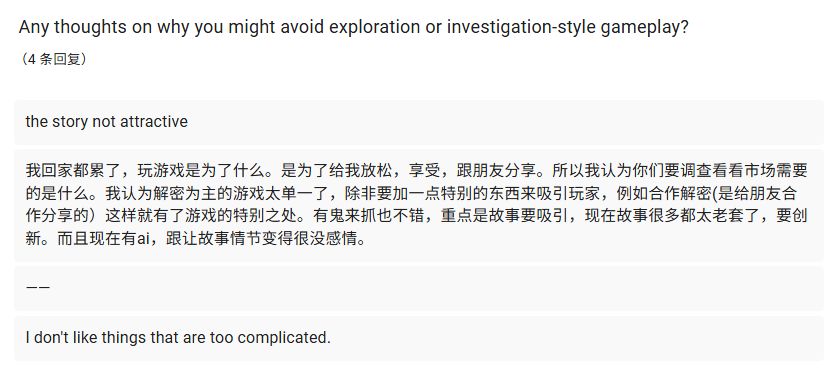 Any thoughts on why you might avoid exploration or investigation-style gameplay?
（4 条回复）
the story not attractive
我回家都累了，玩游戏是为了什么。是为了给我放松，享受，跟朋友分享。所以我认为你们要调查看看市场需要
的是什么。我认为解密为主的游戏太单一了，除非要加一点特别的东西来吸引玩家，例如合作解密(是给朋友合
作分享的）这样就有了游戏的特别之处。有鬼来抓也不错，重点是故事要吸引，现在故事很多都太老套了，要创
新。而且现在有ai，跟让故事情节变得很没感情。
——
I don't like things that are too complicated.